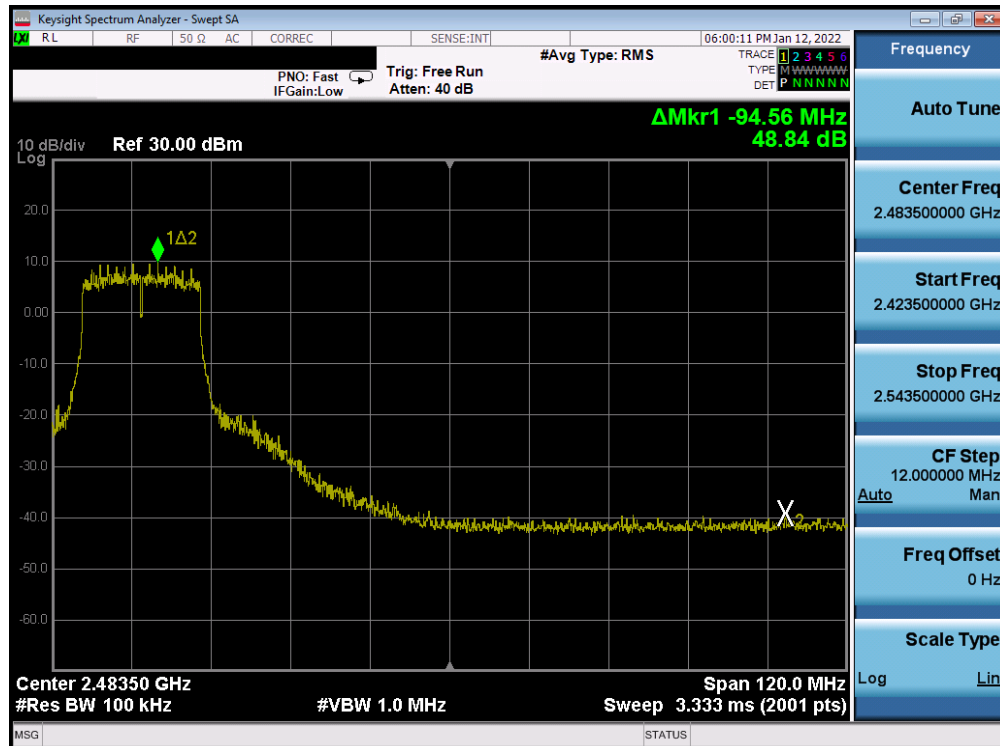 Keysight Spectrum Analyzer - Swept SA
LXI RL RF 50 Ω AC CORREC SENSE:INT 06:00:11 PM Jan 12, 2022
PNO: Fast
IFGain:Low
Trig: Free Run
Atten: 40 dB
#Avg Type: RMS
TRACE 1 2 3 4 5 6
TYPE M W W W W W
DET P N N N N N
ΔMkr1 -94.56 MHz
48.84 dB
10 dB/div Ref 30.00 dBm
Log
20.0
10.0
0.00
-10.0
-20.0
-30.0
-40.0
-50.0
-60.0
1Δ2
X2
Center 2.48350 GHz Span 120.0 MHz
#Res BW 100 kHz #VBW 1.0 MHz Sweep 3.333 ms (2001 pts)
MSG STATUS
Frequency
Auto Tune
Center Freq
2.483500000 GHz
Start Freq
2.423500000 GHz
Stop Freq
2.543500000 GHz
CF Step
12.000000 MHz
Auto Man
Freq Offset
0 Hz
Scale Type
Log Lin